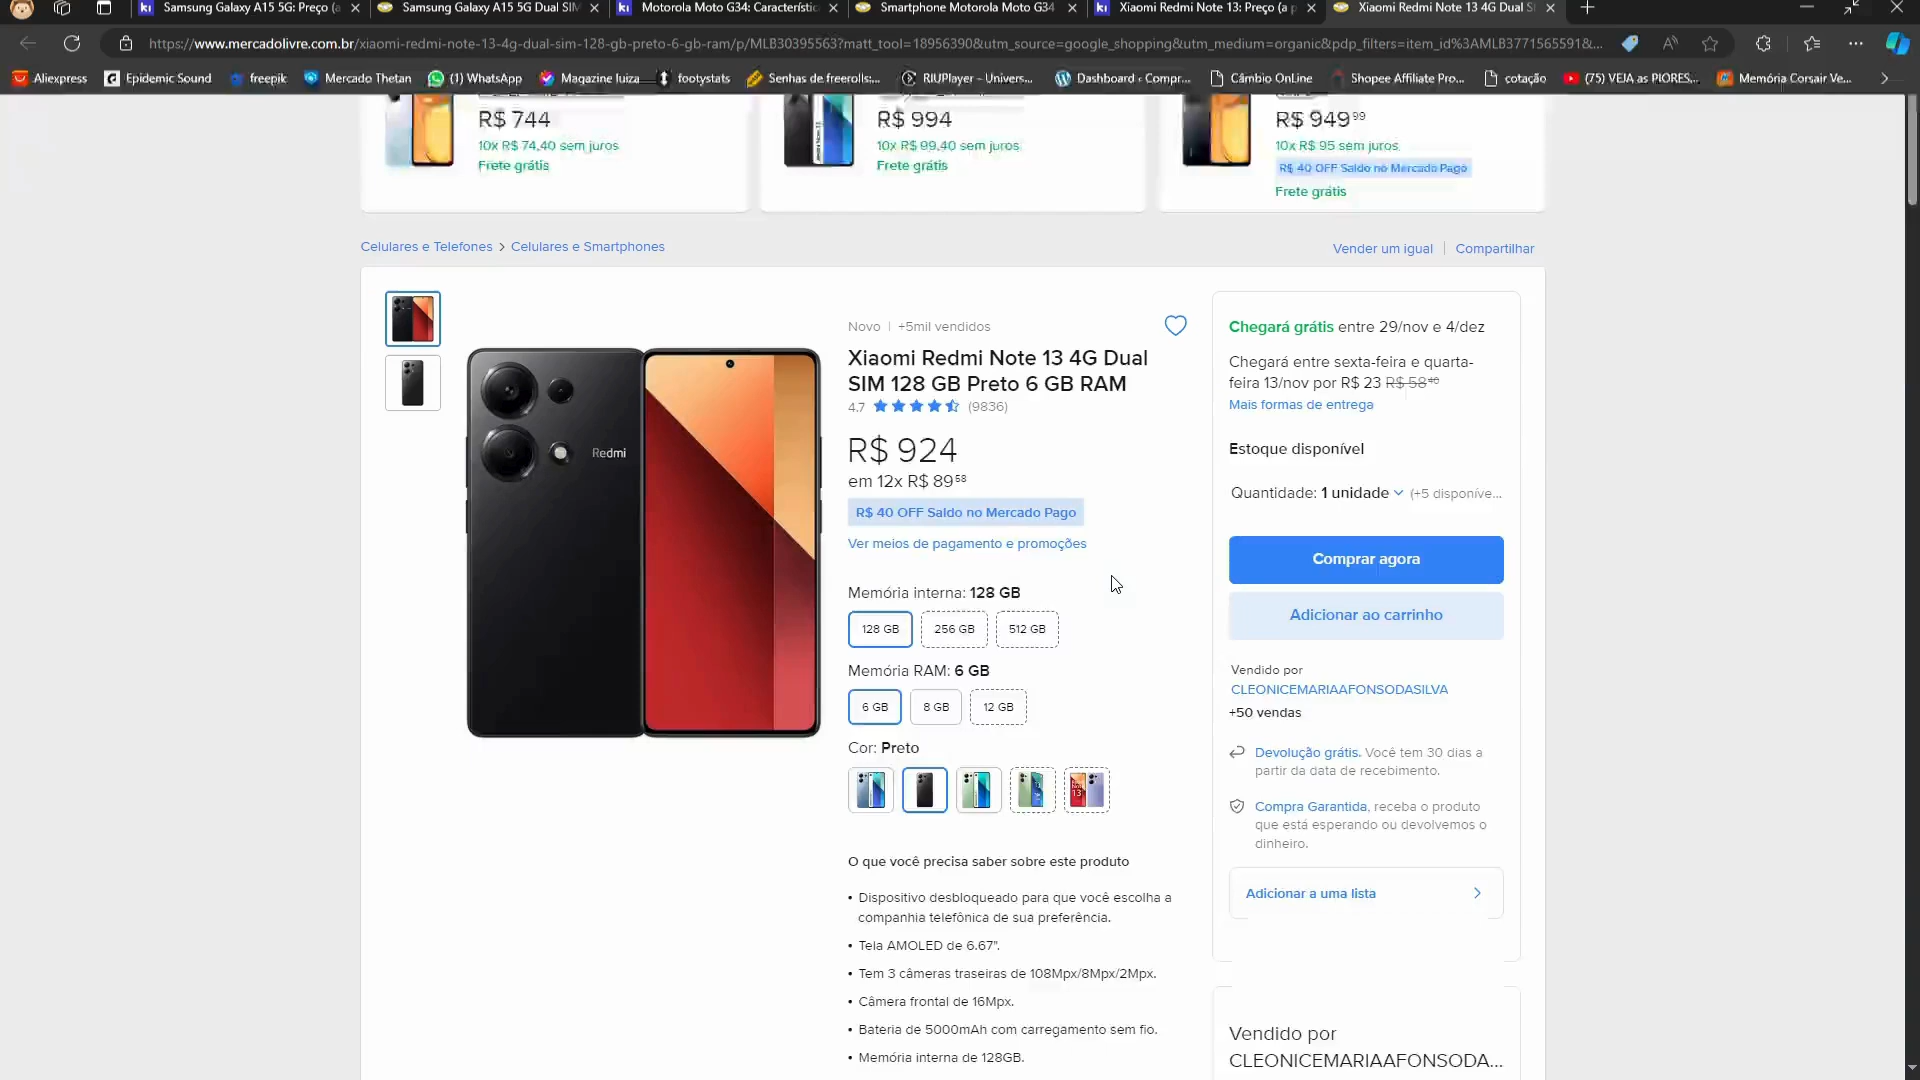 Samsung Galaxy A15 5G: Preço (a
Samsung Galaxy A15 5G Dual SIM
Motorola Moto G34: Característic
Smartphone Motorola Moto G34
Xiaomi Redmi Note 13: Preço (a p
Xiaomi Redmi Note 13 4G Dual S
https://www.mercadolivre.com.br/xiaomi-redmi-note-13-4g-dual-sim-128-gb-preto-6-gb-ram/p/MLB30395563?matt_tool=18956390&utm_source=google_shopping&utm_medium=organic&pdp_filters=item_id%3AMLB3771565591&...
Aliexpress
Epidemic Sound
freepik
Mercado Thetan
(1) WhatsApp
Magazine luiza
footystats
Senhas de freerolls:...
RIUPlayer – Univers...
Dashboard ‹ Compr...
Câmbio OnLine
Shopee Affiliate Pro...
cotação
(75) VEJA as PIORES...
Memória Corsair Ve...
R$ 744
10x R$ 74,40 sem juros
Frete grátis
R$ 994
10x R$ 99,40 sem juros
Frete grátis
R$ 949 99
10x R$ 95 sem juros
R$ 40 OFF Saldo no Mercado Pago
Frete grátis
Celulares e Telefones > Celulares e Smartphones
Vender um igual | Compartilhar
Novo | +5mil vendidos
Xiaomi Redmi Note 13 4G Dual
SIM 128 GB Preto 6 GB RAM
4.7 (9836)
R$ 924
em 12x R$ 89 58
R$ 40 OFF Saldo no Mercado Pago
Ver meios de pagamento e promoções
Redmi
Memória interna: 128 GB
128 GB
256 GB
512 GB
Memória RAM: 6 GB
6 GB
8 GB
12 GB
Cor: Preto
O que você precisa saber sobre este produto
• Dispositivo desbloqueado para que você escolha a
companhia telefônica de sua preferência.
• Tela AMOLED de 6.67".
• Tem 3 câmeras traseiras de 108Mpx/8Mpx/2Mpx.
• Câmera frontal de 16Mpx.
• Bateria de 5000mAh com carregamento sem fio.
• Memória interna de 128GB.
Chegará grátis entre 29/nov e 4/dez
Chegará entre sexta-feira e quarta-
feira 13/nov por R$ 23 R$ 58 40
Mais formas de entrega
Estoque disponível
Quantidade: 1 unidade (+5 disponíve...
Comprar agora
Adicionar ao carrinho
Vendido por
CLEONICEMARIAAFONSODASILVA
+50 vendas
Devolução grátis. Você tem 30 dias a
partir da data de recebimento.
Compra Garantida, receba o produto
que está esperando ou devolvemos o
dinheiro.
Adicionar a uma lista
Vendido por
CLEONICEMARIAAFONSODA...